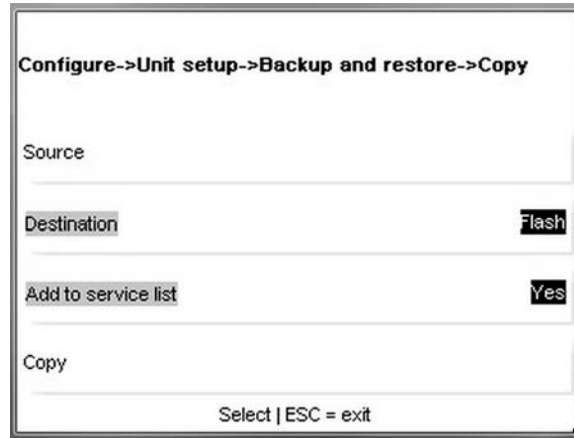 Configure->Unit setup->Backup and restore->Copy
Source
Destination Flash
Add to service list Yes
Copy
Select | ESC = exit